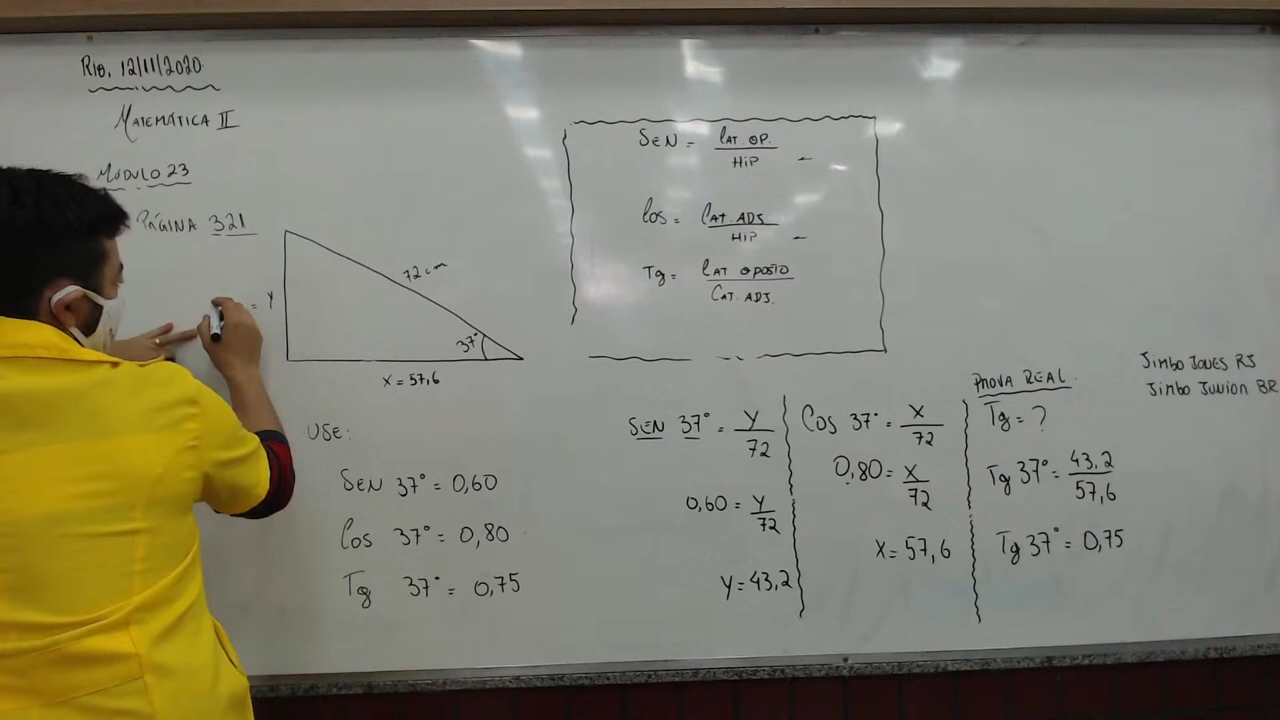 RIO, 12/11/2020
MATEMÁTICA II
MÓDULO 23
PÁGINA 321
= Y
72 cm
37°
X = 57,6
SEN = CAT. OP. / HIP
COS = CAT. ADJ / HIP
Tg = CAT OPOSTO / CAT. ADJ.
USE:
SEN 37° = 0,60
COS 37° = 0,80
Tg 37° = 0,75
SEN 37° = Y / 72
0,60 = Y / 72
Y = 43,2
COS 37° = X / 72
0,80 = X / 72
X = 57,6
PROVA REAL
Tg = ?
Tg 37° = 43,2 / 57,6
Tg 37° = 0,75
JIMBO JONES RJ
JIMBO JUNIOR BR